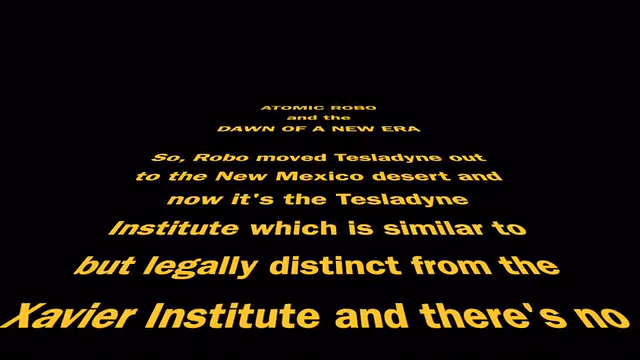 ATOMIC ROBO
and the
DAWN OF A NEW ERA
So, Robo moved Tesladyne out
to the New Mexico desert and
now it's the Tesladyne
Institute which is similar to
but legally distinct from the
Xavier Institute and there's no